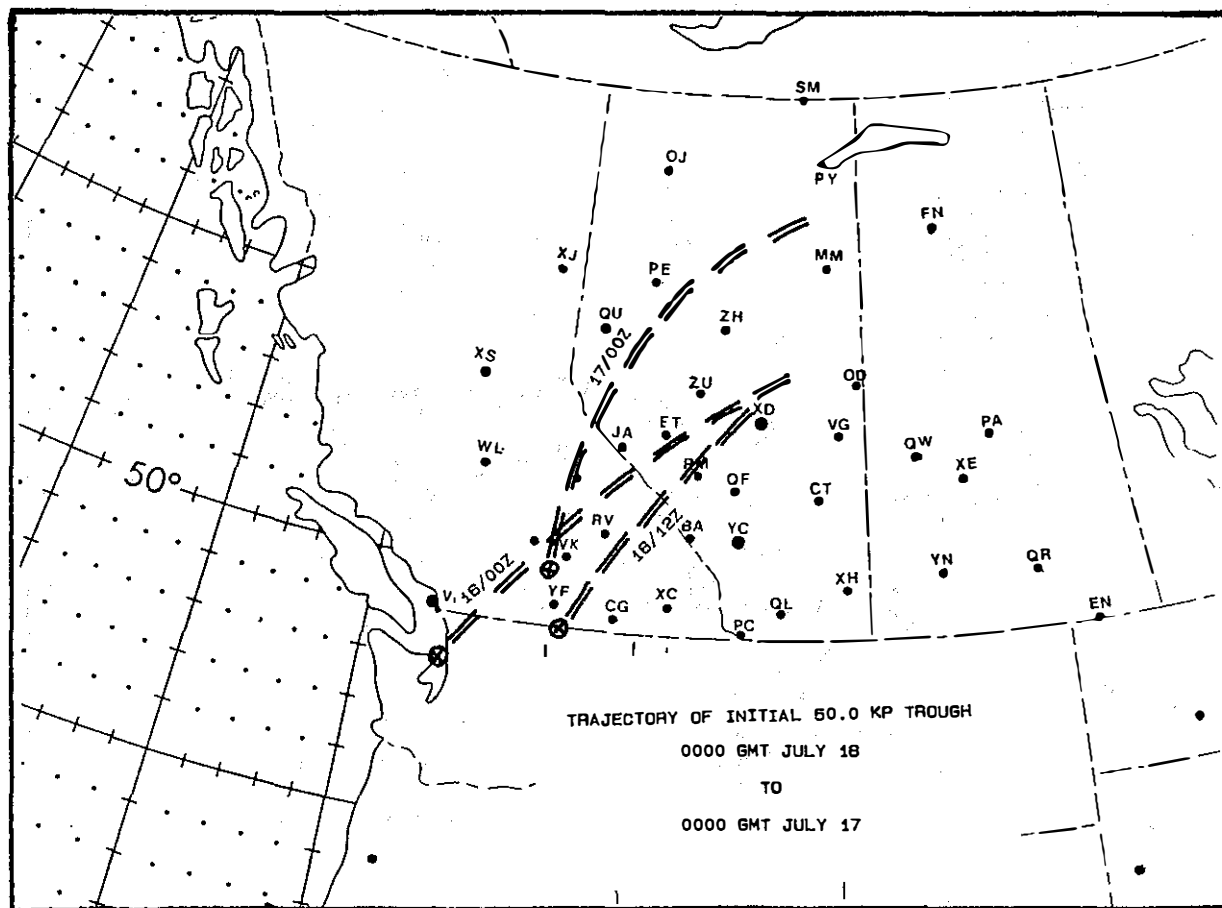 SM
OJ
PY
FN
XJ
PE
MM
QU
ZH
17/00Z
XS
ZU
OD
XD
JA
ET
VG
PA
WL
QW
50°
RM
XE
OF
CT
RV
16/12Z
BA
YC
VK
16/00Z
YN
QR
XH
V
YF
CG
XC
QL
EN
PC
TRAJECTORY OF INITIAL 50.0 KP TROUGH
0000 GMT JULY 16
TO
0000 GMT JULY 17